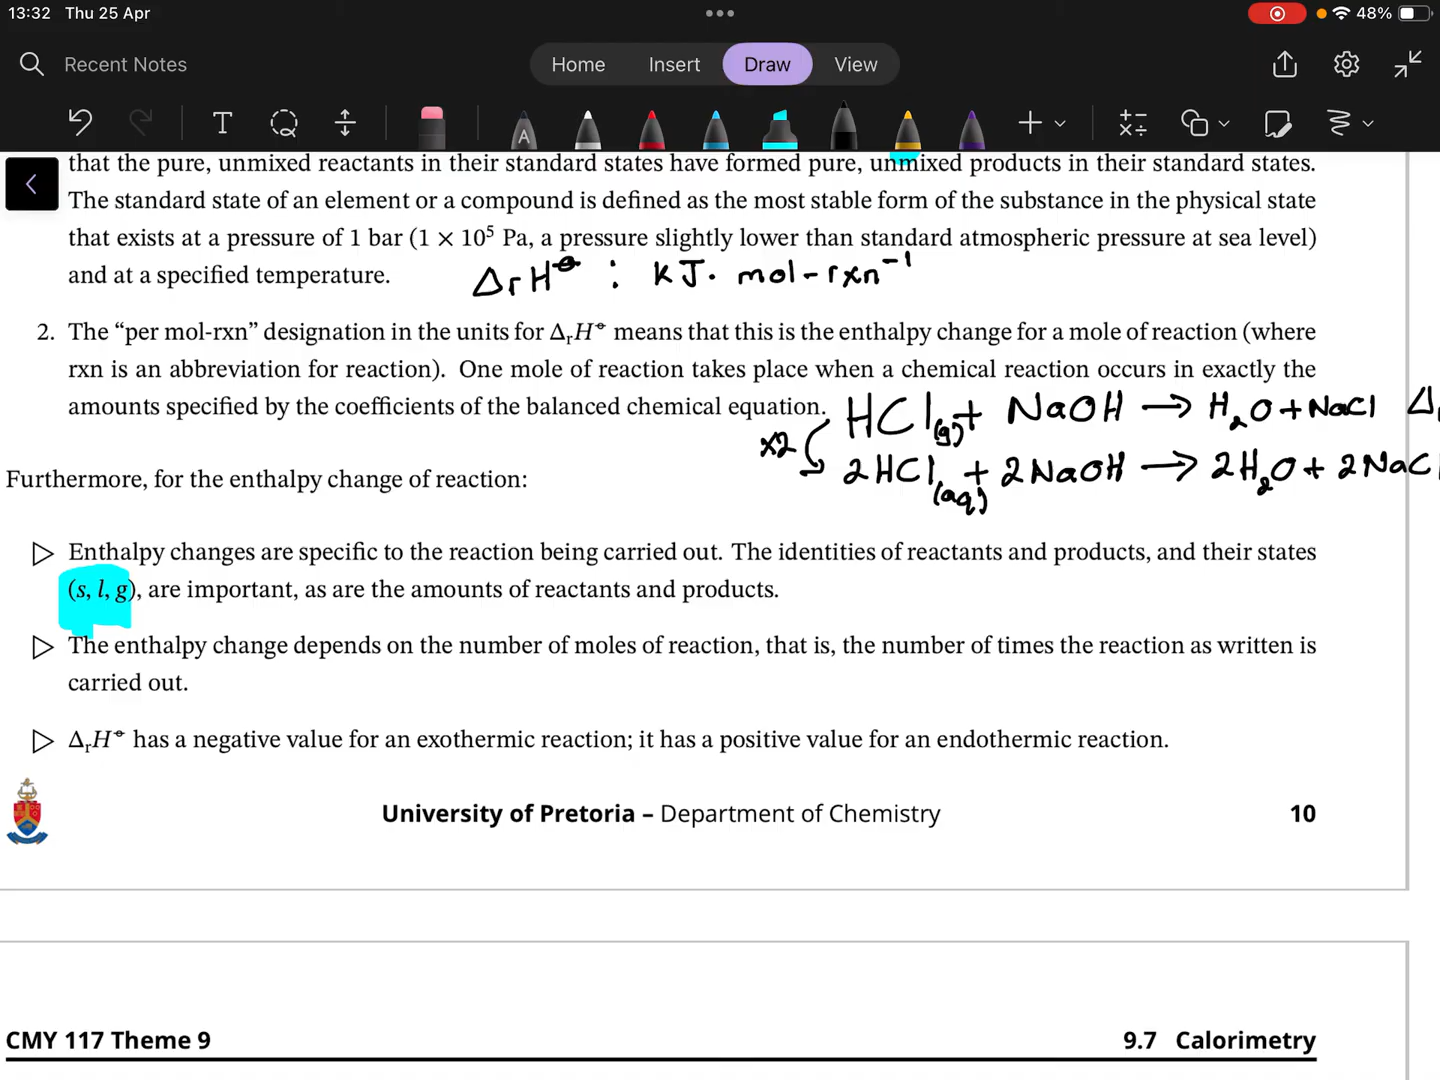 13:32 Thu 25 Apr 48%
Recent Notes Home Insert Draw View
T A
that the pure, unmixed reactants in their standard states have formed pure, unmixed products in their standard states.
The standard state of an element or a compound is defined as the most stable form of the substance in the physical state
that exists at a pressure of 1 bar (1 × 10⁵ Pa, a pressure slightly lower than standard atmospheric pressure at sea level)
and at a specified temperature. ΔrH⦵ : kJ. mol-rxn⁻¹
2. The “per mol-rxn” designation in the units for ΔᵣH⦵ means that this is the enthalpy change for a mole of reaction (where
rxn is an abbreviation for reaction). One mole of reaction takes place when a chemical reaction occurs in exactly the
amounts specified by the coefficients of the balanced chemical equation. HCl(g) + NaOH → H₂O + NaCl Δ
x2 2HCl(aq) + 2NaOH → 2H₂O + 2NaCl
Furthermore, for the enthalpy change of reaction:
▷ Enthalpy changes are specific to the reaction being carried out. The identities of reactants and products, and their states
(s, l, g), are important, as are the amounts of reactants and products.
▷ The enthalpy change depends on the number of moles of reaction, that is, the number of times the reaction as written is
carried out.
▷ ΔᵣH⦵ has a negative value for an exothermic reaction; it has a positive value for an endothermic reaction.
University of Pretoria – Department of Chemistry 10
CMY 117 Theme 9 9.7 Calorimetry